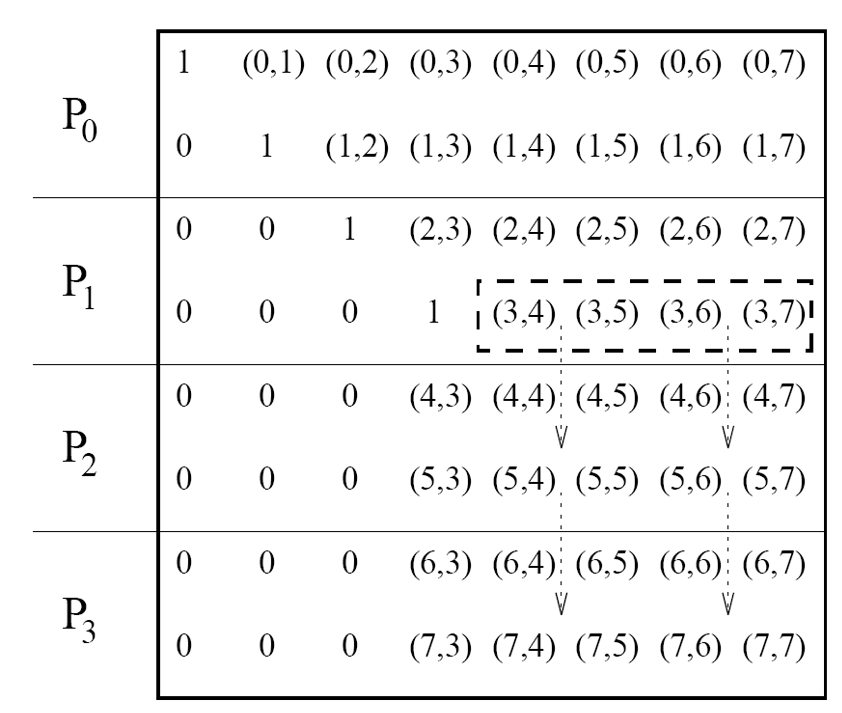 P0
1 (0,1) (0,2) (0,3) (0,4) (0,5) (0,6) (0,7)
0 1 (1,2) (1,3) (1,4) (1,5) (1,6) (1,7)
P1
0 0 1 (2,3) (2,4) (2,5) (2,6) (2,7)
0 0 0 1 (3,4) (3,5) (3,6) (3,7)
P2
0 0 0 (4,3) (4,4) (4,5) (4,6) (4,7)
0 0 0 (5,3) (5,4) (5,5) (5,6) (5,7)
P3
0 0 0 (6,3) (6,4) (6,5) (6,6) (6,7)
0 0 0 (7,3) (7,4) (7,5) (7,6) (7,7)